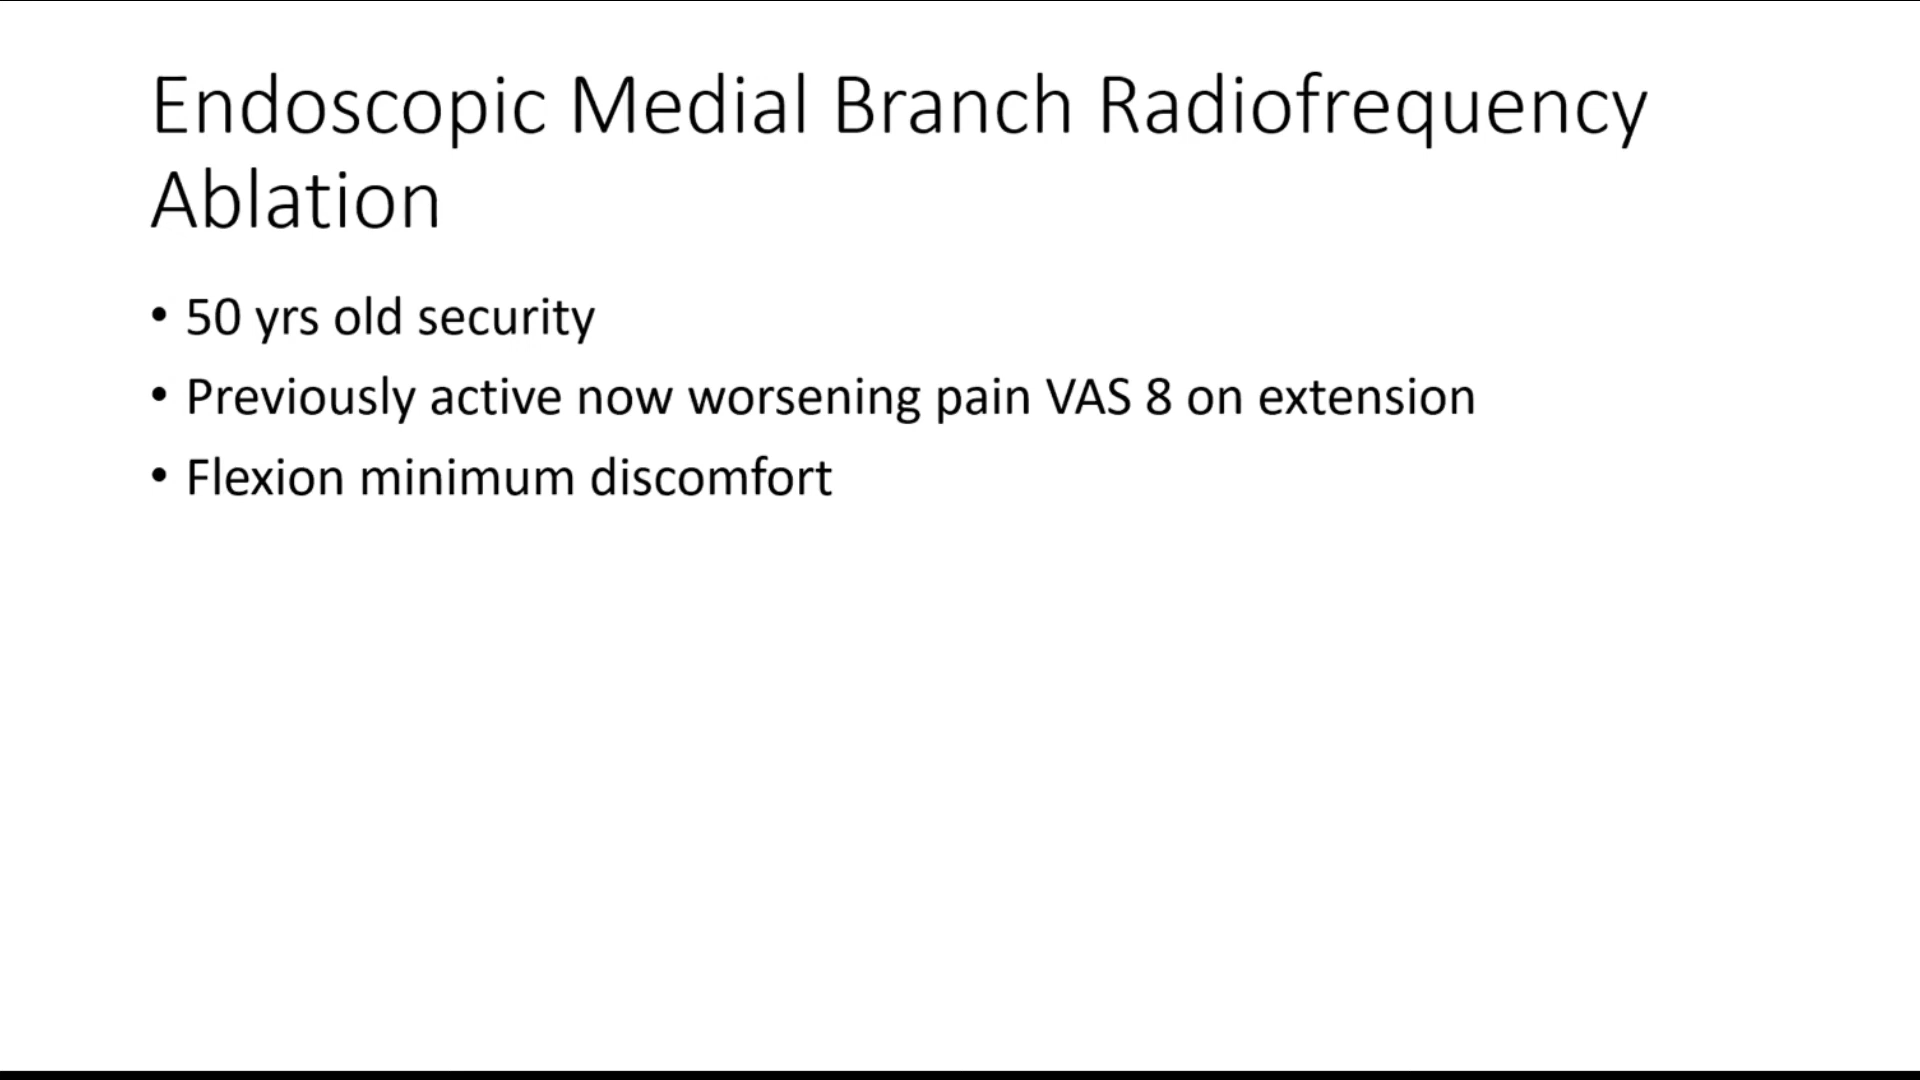 Endoscopic Medial Branch Radiofrequency
Ablation
• 50 yrs old security
• Previously active now worsening pain VAS 8 on extension
• Flexion minimum discomfort